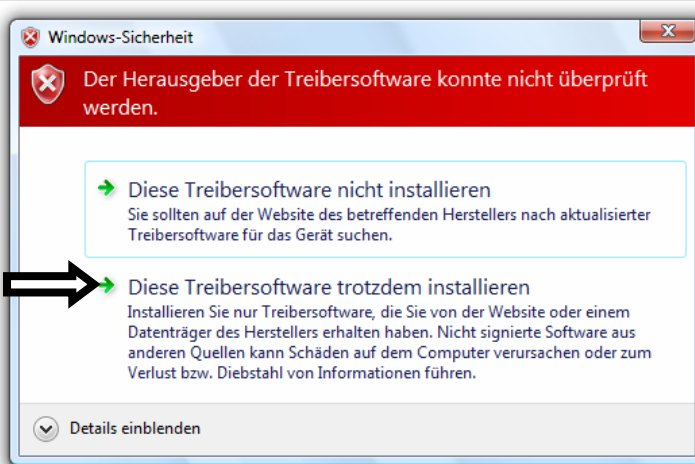 Windows-Sicherheit
Der Herausgeber der Treibersoftware konnte nicht überprüft
werden.
Diese Treibersoftware nicht installieren
Sie sollten auf der Website des betreffenden Herstellers nach aktualisierter
Treibersoftware für das Gerät suchen.
Diese Treibersoftware trotzdem installieren
Installieren Sie nur Treibersoftware, die Sie von der Website oder einem
Datenträger des Herstellers erhalten haben. Nicht signierte Software aus
anderen Quellen kann Schäden auf dem Computer verursachen oder zum
Verlust bzw. Diebstahl von Informationen führen.
Details einblenden